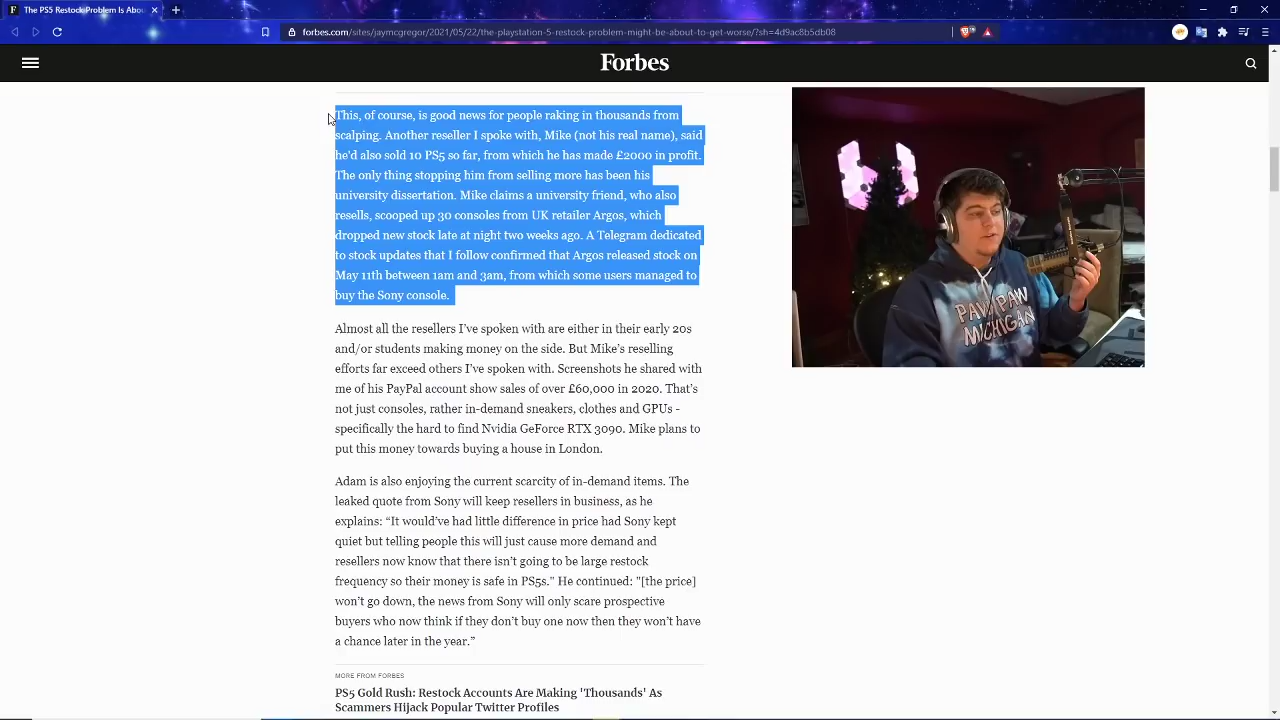 The PS5 Restock Problem Is Abou
forbes.com/sites/jaymcgregor/2021/05/22/the-playstation-5-restock-problem-might-be-about-to-get-worse/?sh=4d9ac8b5db08
Forbes
This, of course, is good news for people raking in thousands from
scalping. Another reseller I spoke with, Mike (not his real name), said
he'd also sold 10 PS5 so far, from which he has made £2000 in profit.
The only thing stopping him from selling more has been his
university dissertation. Mike claims a university friend, who also
resells, scooped up 30 consoles from UK retailer Argos, which
dropped new stock late at night two weeks ago. A Telegram dedicated
to stock updates that I follow confirmed that Argos released stock on
May 11th between 1am and 3am, from which some users managed to
buy the Sony console.
Almost all the resellers I've spoken with are either in their early 20s
and/or students making money on the side. But Mike's reselling
efforts far exceed others I've spoken with. Screenshots he shared with
me of his PayPal account show sales of over £60,000 in 2020. That's
not just consoles, rather in-demand sneakers, clothes and GPUs -
specifically the hard to find Nvidia GeForce RTX 3090. Mike plans to
put this money towards buying a house in London.
Adam is also enjoying the current scarcity of in-demand items. The
leaked quote from Sony will keep resellers in business, as he
explains: “It would’ve had little difference in price had Sony kept
quiet but telling people this will just cause more demand and
resellers now know that there isn’t going to be large restock
frequency so their money is safe in PS5s." He continued: "[the price]
won’t go down, the news from Sony will only scare prospective
buyers who now think if they don’t buy one now then they won’t have
a chance later in the year.”
MORE FROM FORBES
PS5 Gold Rush: Restock Accounts Are Making 'Thousands' As
Scammers Hijack Popular Twitter Profiles
PAW PAW
MICHIGAN